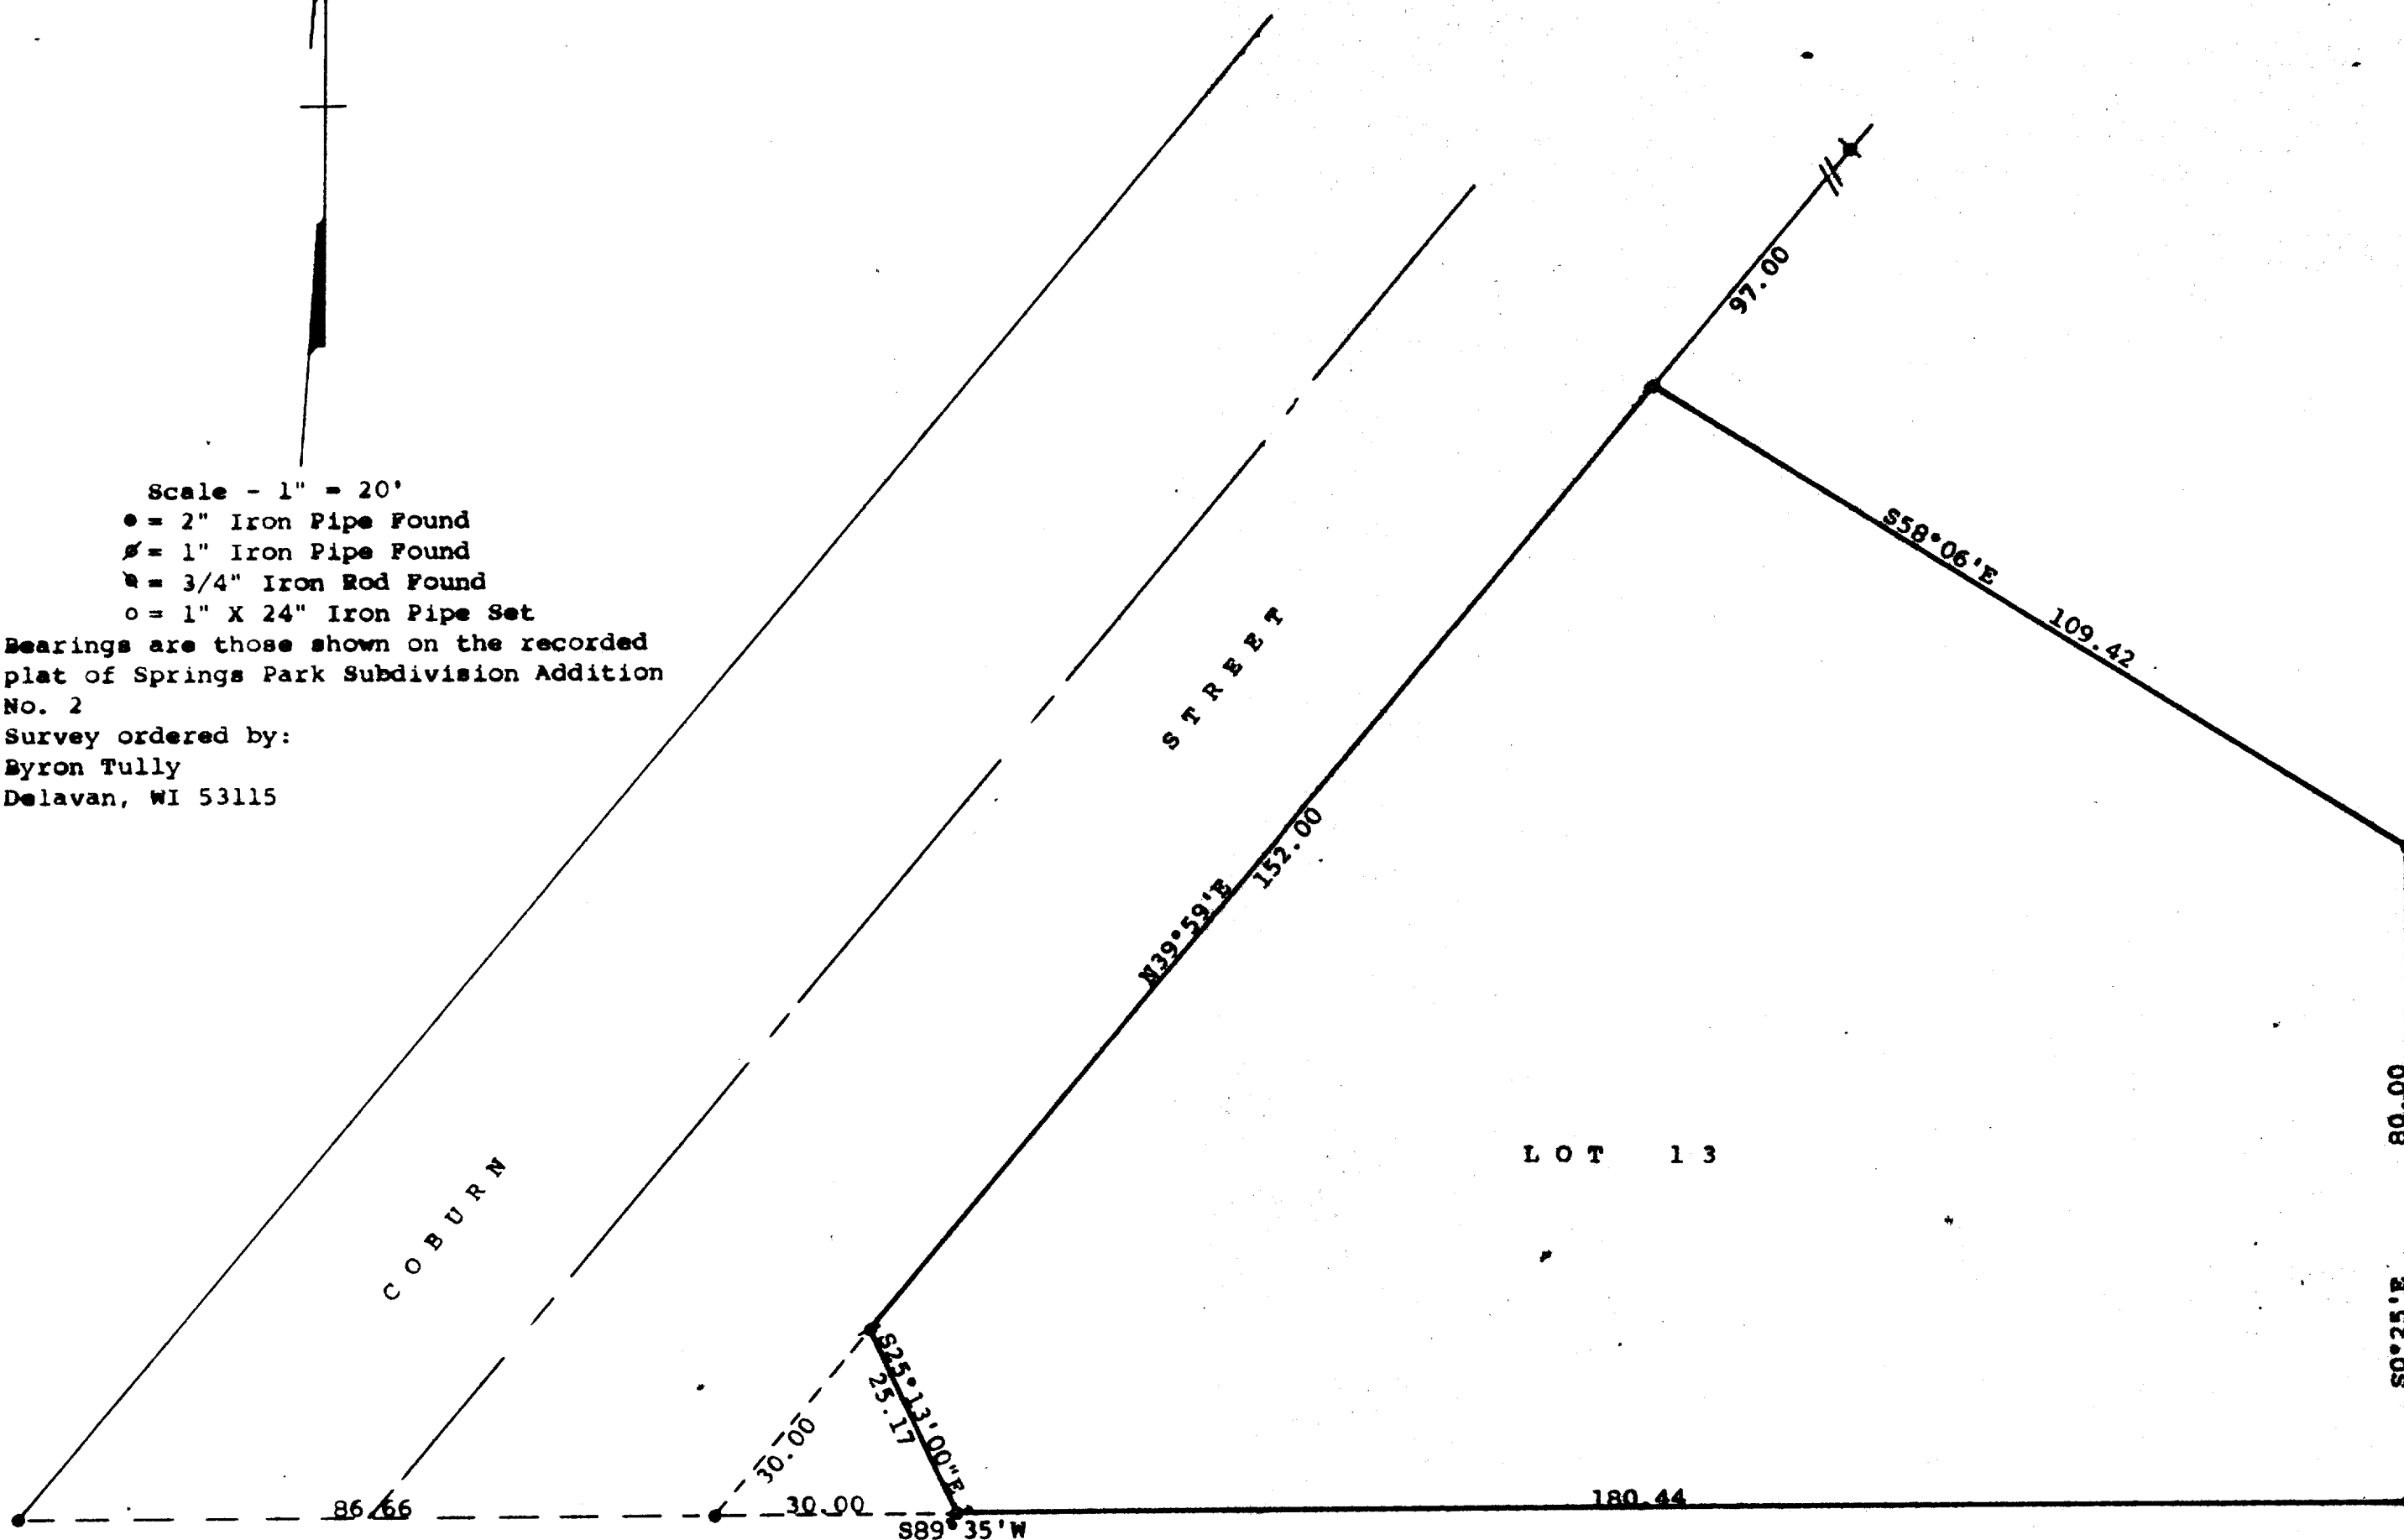 Scale - 1" = 20'
● = 2" Iron Pipe Found
= 1" Iron Pipe Found
= 3/4" Iron Rod Found
o = 1" X 24" Iron Pipe Set
Bearings are those shown on the recorded
plat of Springs Park Subdivision Addition
No. 2
Survey ordered by:
Byron Tully
Delavan, WI 53115
97.00
S58°06'E
109.42
STREET
N39°59'E
152.00
80.00
LOT 13
COBURN
S0°25'E
S25°13'00"E
25.17
30.00
86.66
30.00
180.44
S89°35'W